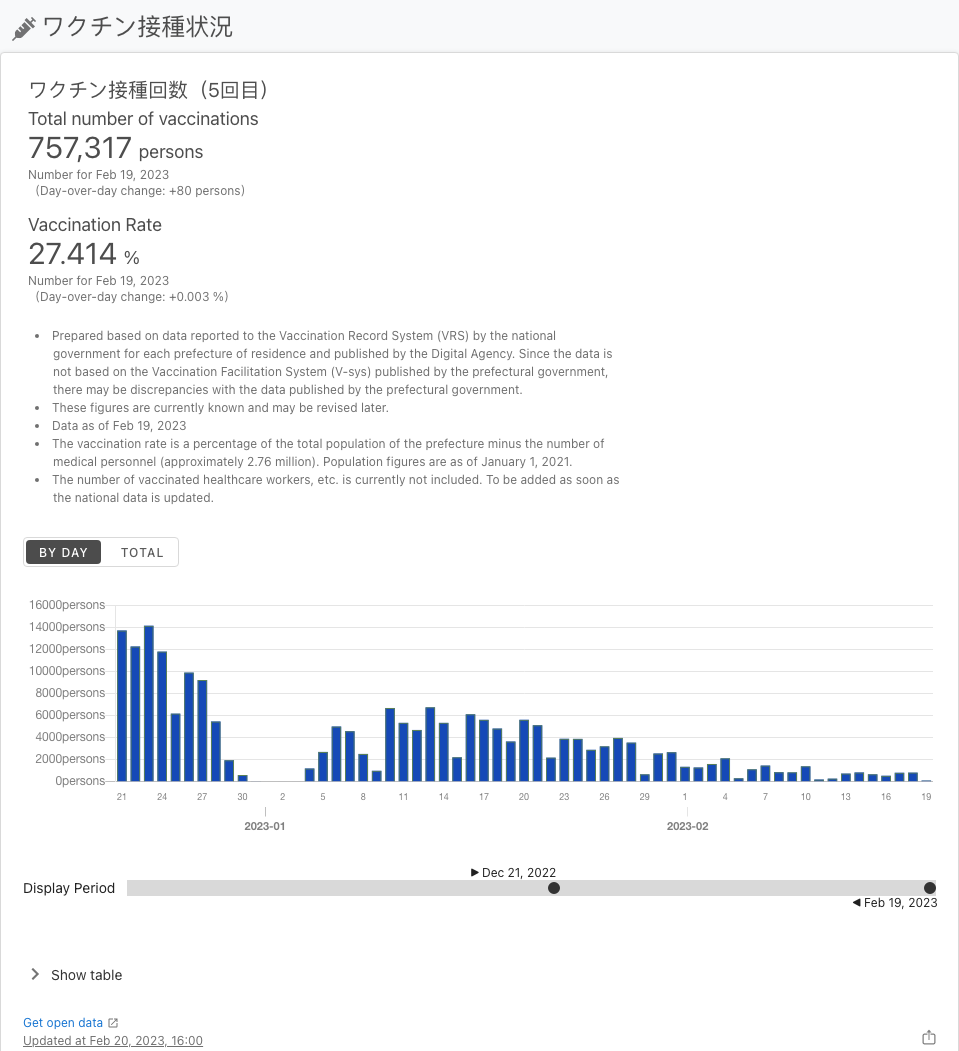 ワクチン接種状況
ワクチン接種回数（5回目）
Total number of vaccinations
757,317 persons
Number for Feb 19, 2023
(Day-over-day change: +80 persons)
Vaccination Rate
27.414 %
Number for Feb 19, 2023
(Day-over-day change: +0.003 %)
• Prepared based on data reported to the Vaccination Record System (VRS) by the national
government for each prefecture of residence and published by the Digital Agency. Since the data is
not based on the Vaccination Facilitation System (V-sys) published by the prefectural government,
there may be discrepancies with the data published by the prefectural government.
• These figures are currently known and may be revised later.
• Data as of Feb 19, 2023
• The vaccination rate is a percentage of the total population of the prefecture minus the number of
medical personnel (approximately 2.76 million). Population figures are as of January 1, 2021.
• The number of vaccinated healthcare workers, etc. is currently not included. To be added as soon as
the national data is updated.
BY DAY TOTAL
16000persons
14000persons
12000persons
10000persons
8000persons
6000persons
4000persons
2000persons
0persons
21 24 27 30 2 5 8 11 14 17 20 23 26 29 1 4 7 10 13 16 19
2023-01 2023-02
Dec 21, 2022
Display Period
Feb 19, 2023
Show table
Get open data
Updated at Feb 20, 2023, 16:00